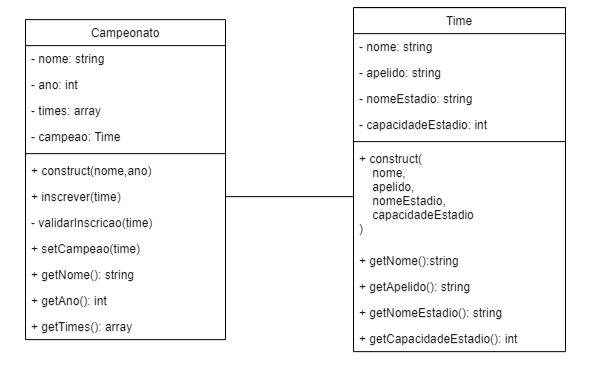 Campeonato
- nome: string
- ano: int
- times: array
- campeao: Time
+ construct(nome,ano)
+ inscrever(time)
- validarInscricao(time)
+ setCampeao(time)
+ getNome(): string
+ getAno(): int
+ getTimes(): array
Time
- nome: string
- apelido: string
- nomeEstadio: string
- capacidadeEstadio: int
+ construct(
nome,
apelido,
nomeEstadio,
capacidadeEstadio
)
+ getNome():string
+ getApelido(): string
+ getNomeEstadio(): string
+ getCapacidadeEstadio(): int